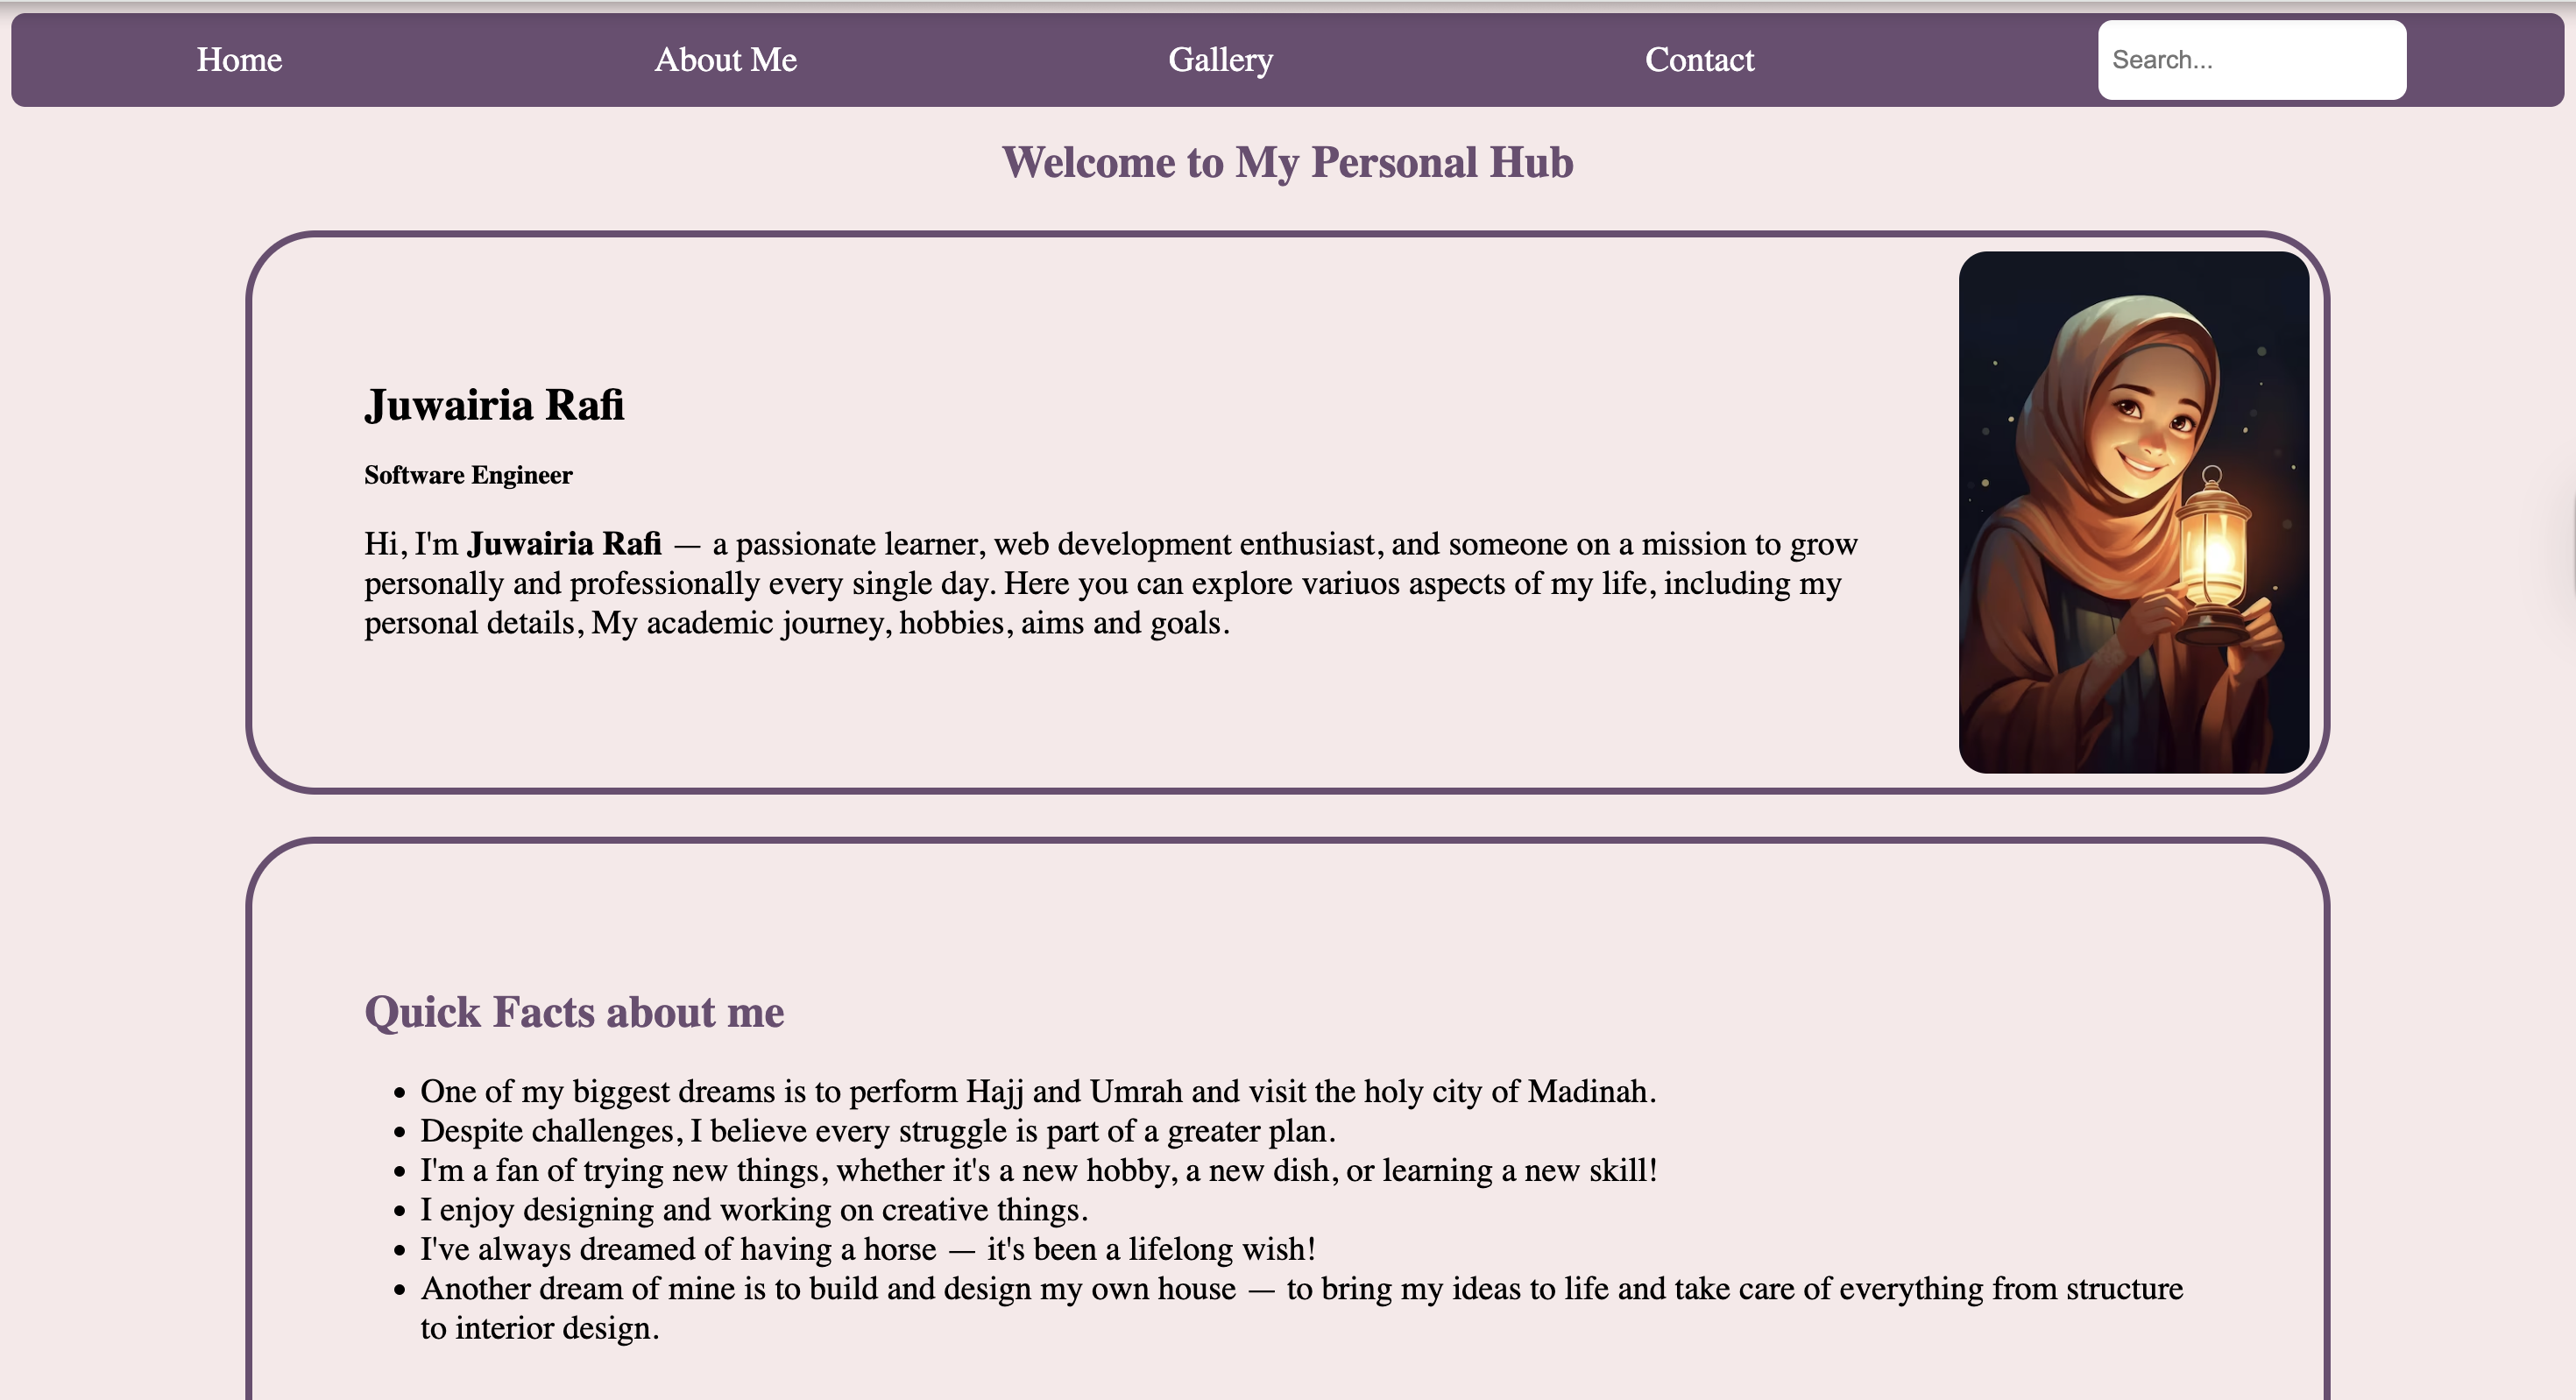 Home About Me Gallery Contact Search...
Welcome to My Personal Hub
Juwairia Rafi
Software Engineer
Hi, I'm Juwairia Rafi — a passionate learner, web development enthusiast, and someone on a mission to grow
personally and professionally every single day. Here you can explore variuos aspects of my life, including my
personal details, My academic journey, hobbies, aims and goals.
Quick Facts about me
• One of my biggest dreams is to perform Hajj and Umrah and visit the holy city of Madinah.
• Despite challenges, I believe every struggle is part of a greater plan.
• I'm a fan of trying new things, whether it's a new hobby, a new dish, or learning a new skill!
• I enjoy designing and working on creative things.
• I've always dreamed of having a horse — it's been a lifelong wish!
• Another dream of mine is to build and design my own house — to bring my ideas to life and take care of everything from structure
to interior design.